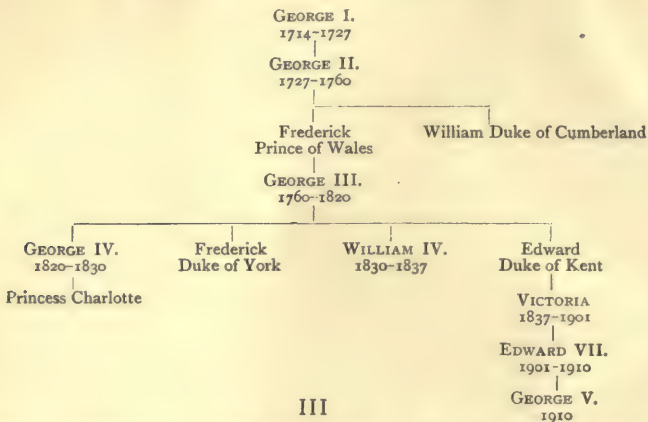 GEORGE I.
1714-1727
GEORGE II.
1727-1760
Frederick
Prince of Wales
William Duke of Cumberland
GEORGE III.
1760-1820
GEORGE IV.
1820-1830
Princess Charlotte
Frederick
Duke of York
WILLIAM IV.
1830-1837
Edward
Duke of Kent
VICTORIA
1837-1901
EDWARD VII.
1901-1910
GEORGE V.
1910
III